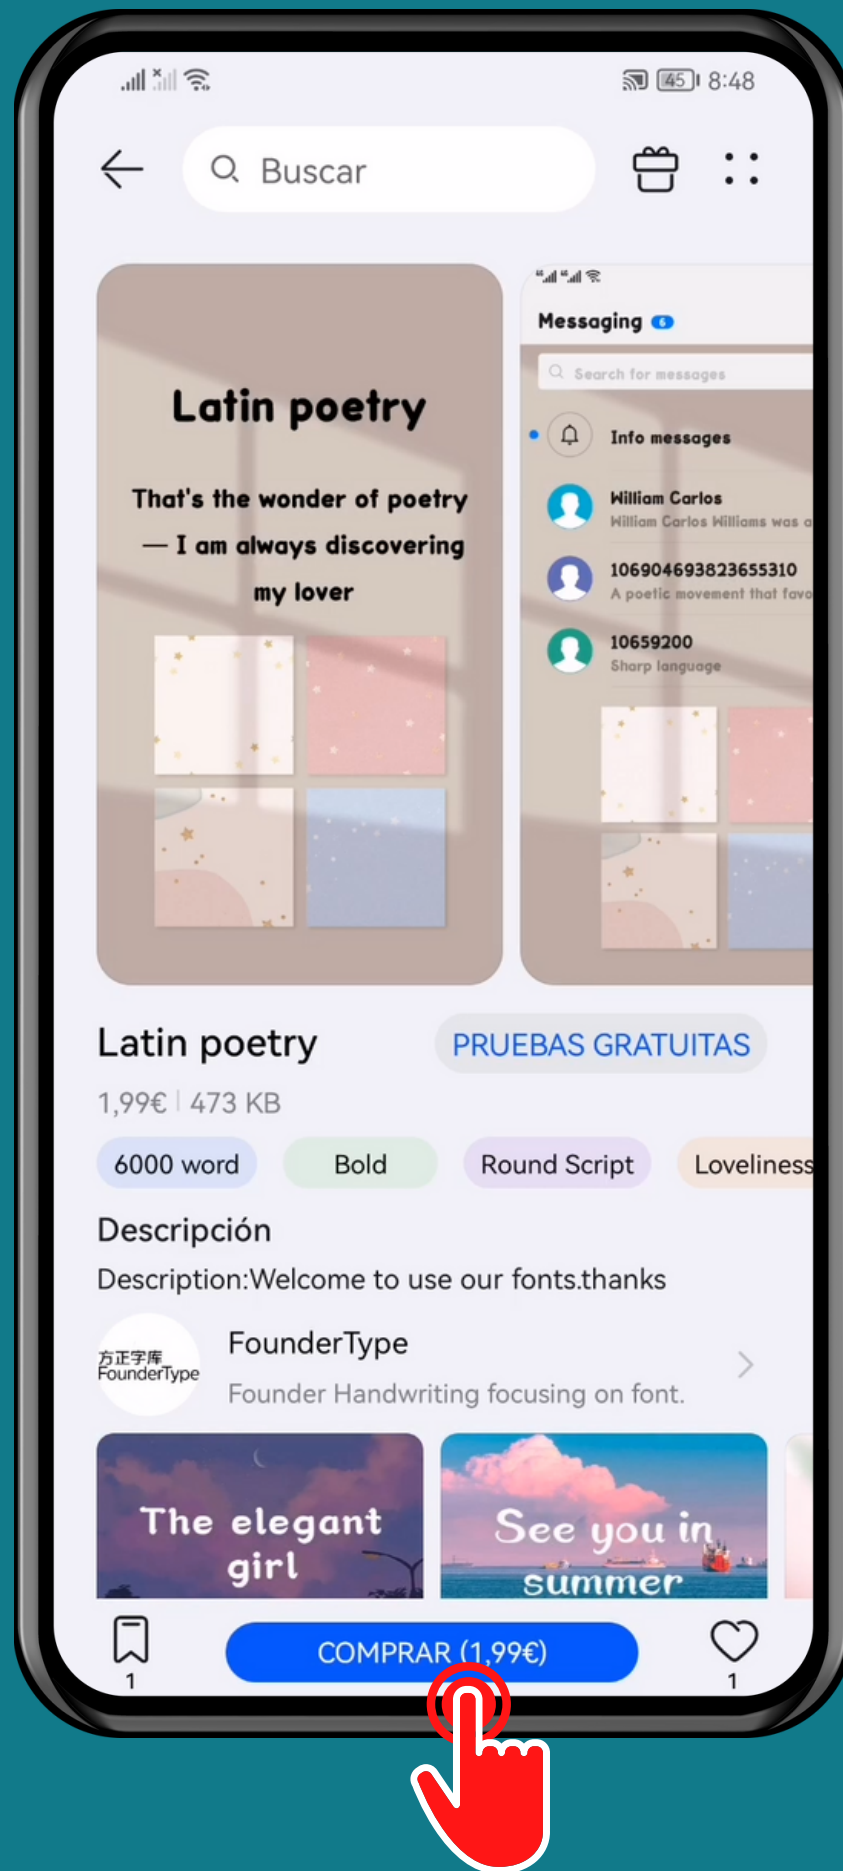 45 8:48
Buscar
Latin poetry
That's the wonder of poetry
— I am always discovering
my lover
Messaging 6
Search for messages
Info messages
William Carlos
William Carlos Williams was a
106904693823655310
A poetic movement that favo
10659200
Sharp language
Latin poetry
PRUEBAS GRATUITAS
1,99€ | 473 KB
6000 word
Bold
Round Script
Loveliness
Descripción
Description:Welcome to use our fonts.thanks
方正字库
FounderType
FounderType
Founder Handwriting focusing on font.
The elegant
girl
See you in
summer
1
COMPRAR (1,99€)
1